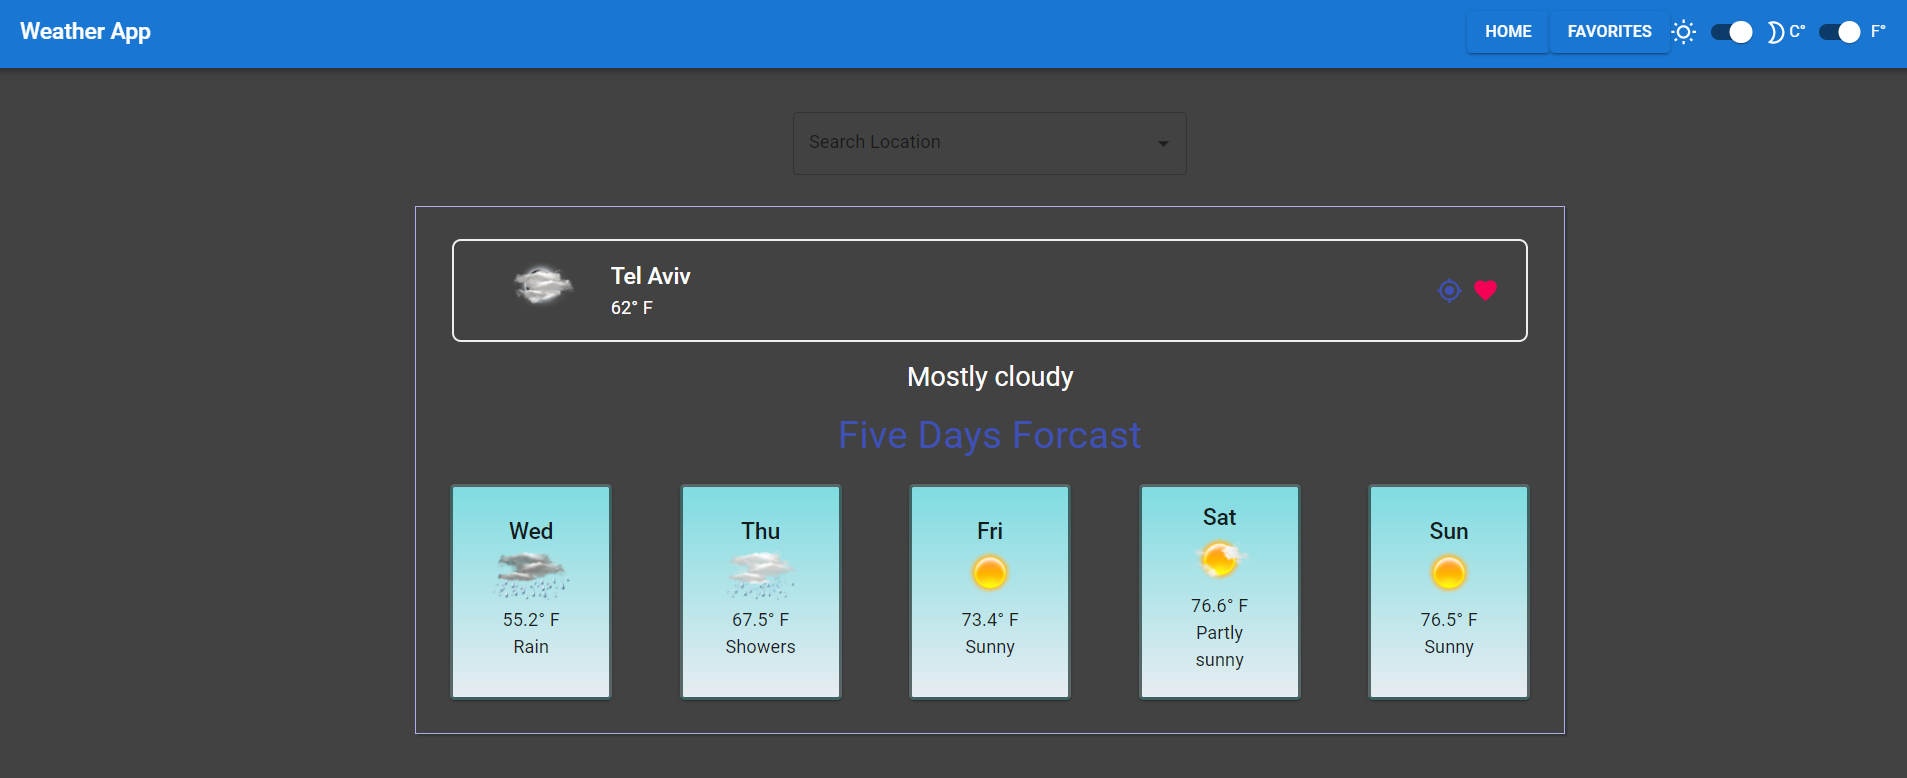 Weather App
HOME
FAVORITES
C°
F°
Search Location
Tel Aviv
62° F
Mostly cloudy
Five Days Forcast
Wed
55.2° F
Rain
Thu
67.5° F
Showers
Fri
73.4° F
Sunny
Sat
76.6° F
Partly
sunny
Sun
76.5° F
Sunny